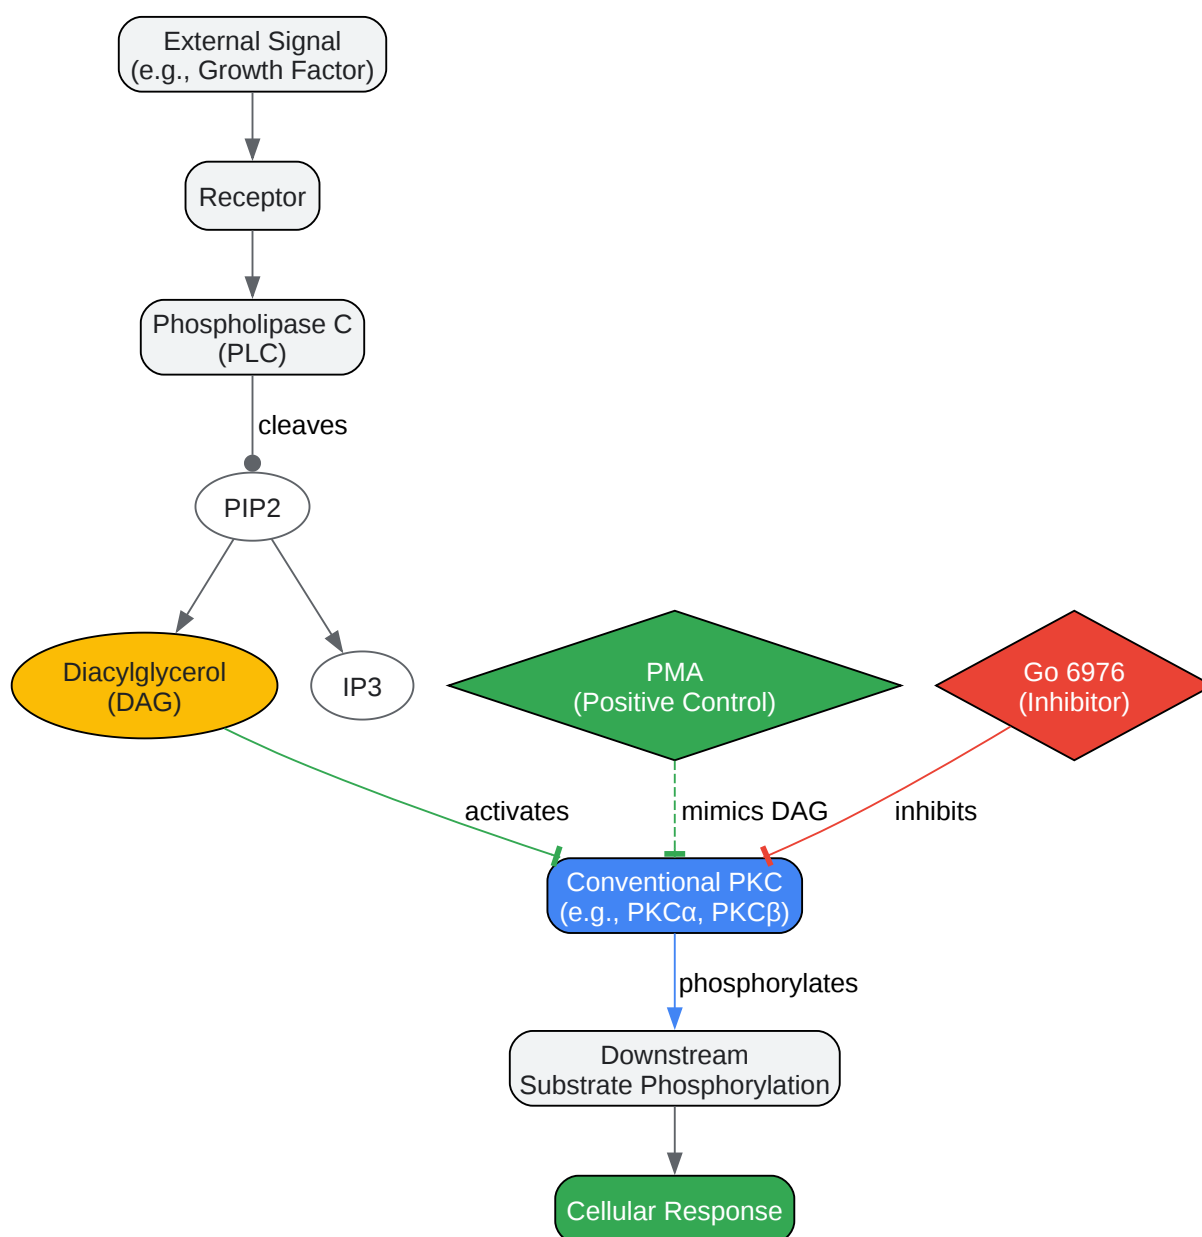 External Signal
(e.g., Growth Factor)
Receptor
Phospholipase C
(PLC)
cleaves
PIP2
Diacylglycerol
(DAG)
IP3
PMA
(Positive Control)
Go 6976
(Inhibitor)
activates
mimics DAG
inhibits
Conventional PKC
(e.g., PKCα, PKCβ)
phosphorylates
Downstream
Substrate Phosphorylation
Cellular Response